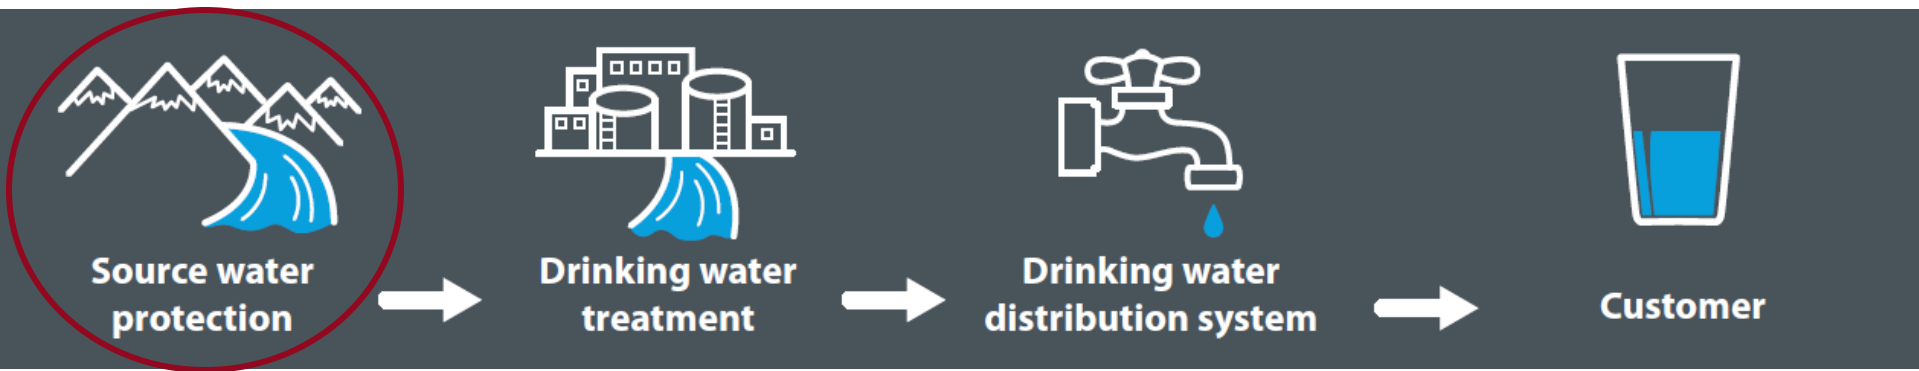 Source water
protection
Drinking water
treatment
Drinking water
distribution system
Customer